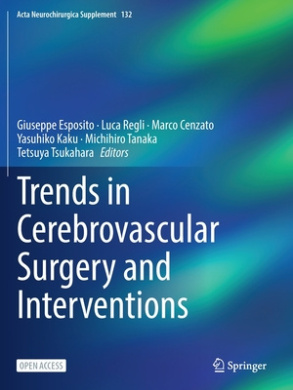 Acta Neurochirurgica Supplement 132
Giuseppe Esposito · Luca Regli · Marco Cenzato
Yasuhiko Kaku · Michihiro Tanaka
Tetsuya Tsukahara Editors
Trends in
Cerebrovascular
Surgery and
Interventions
OPEN ACCESS
Springer